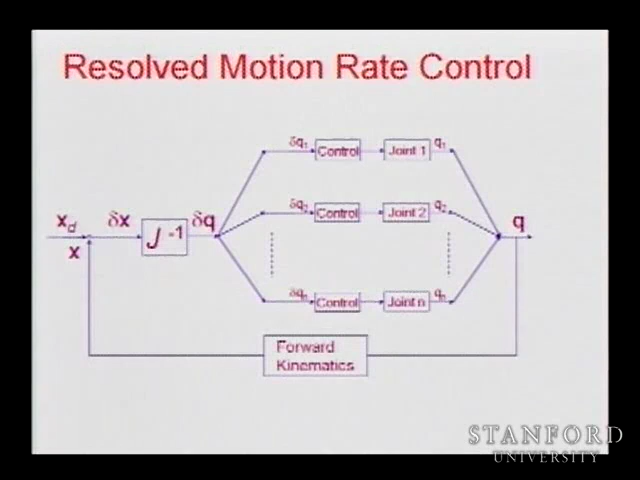 Resolved Motion Rate Control
δq₁ Control Joint 1 q₁
x_d δx J⁻¹ δq
δq₂ Control Joint 2 q₂
q
x
δqₙ Control Joint n qₙ
Forward
Kinematics
STANFORD
UNIVERSITY